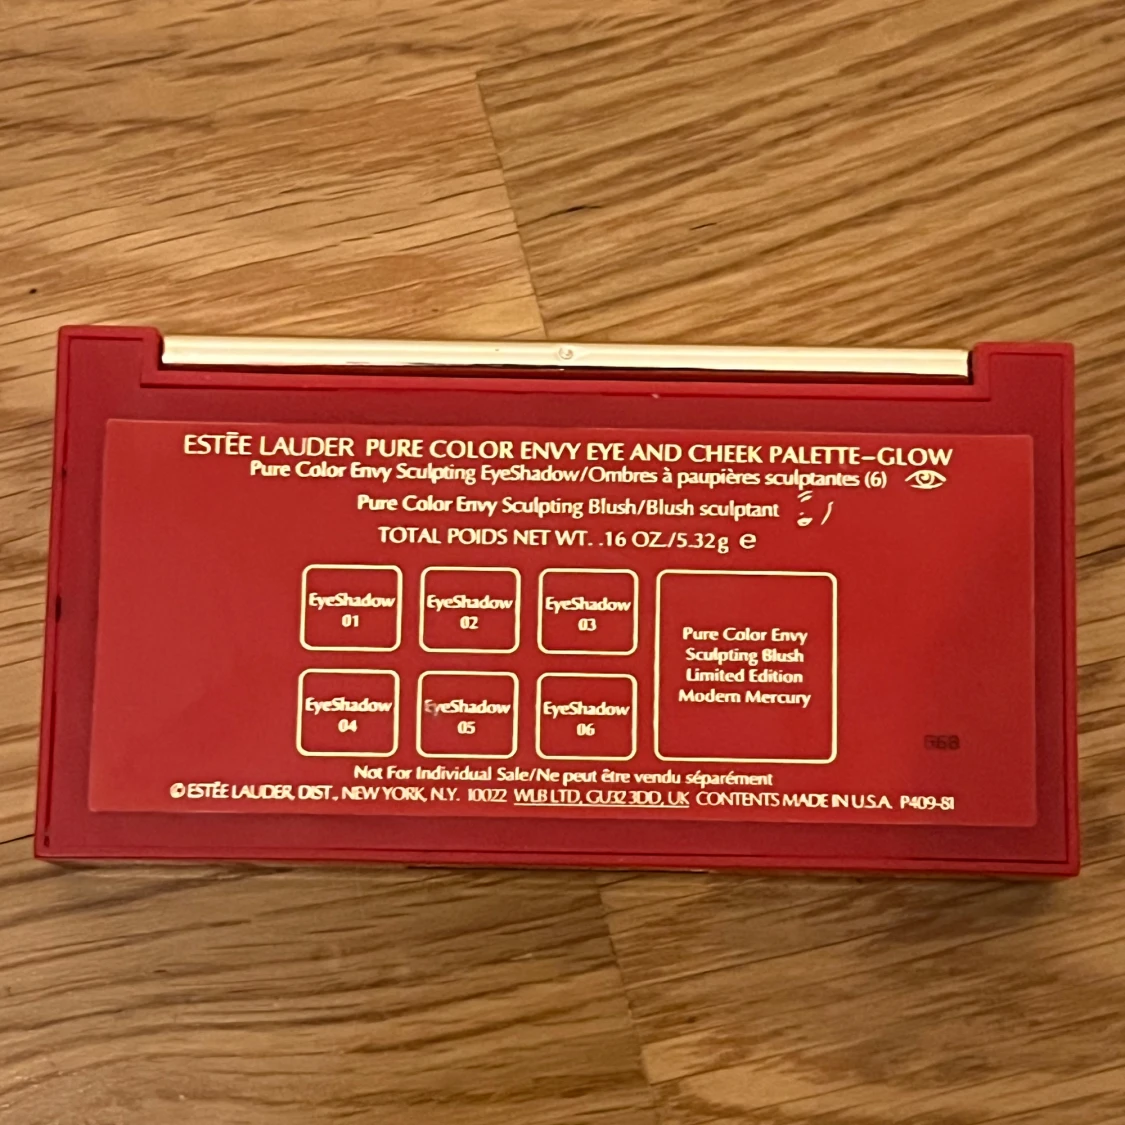 ESTĒE LAUDER PURE COLOR ENVY EYE AND CHEEK PALETTE–GLOW
Pure Color Envy Sculpting EyeShadow/Ombres à paupières sculptantes (6)
Pure Color Envy Sculpting Blush/Blush sculptant
TOTAL POIDS NET WT. .16 OZ./5.32g e
EyeShadow
01
EyeShadow
02
EyeShadow
03
EyeShadow
04
EyeShadow
05
EyeShadow
06
Pure Color Envy
Sculpting Blush
Limited Edition
Modern Mercury
Not For Individual Sale/Ne peut être vendu séparément
© ESTĒE LAUDER, DIST., NEW YORK, N.Y. 10022 WLB LTD, GU32 3DD, UK CONTENTS MADE IN U.S.A. P409-81